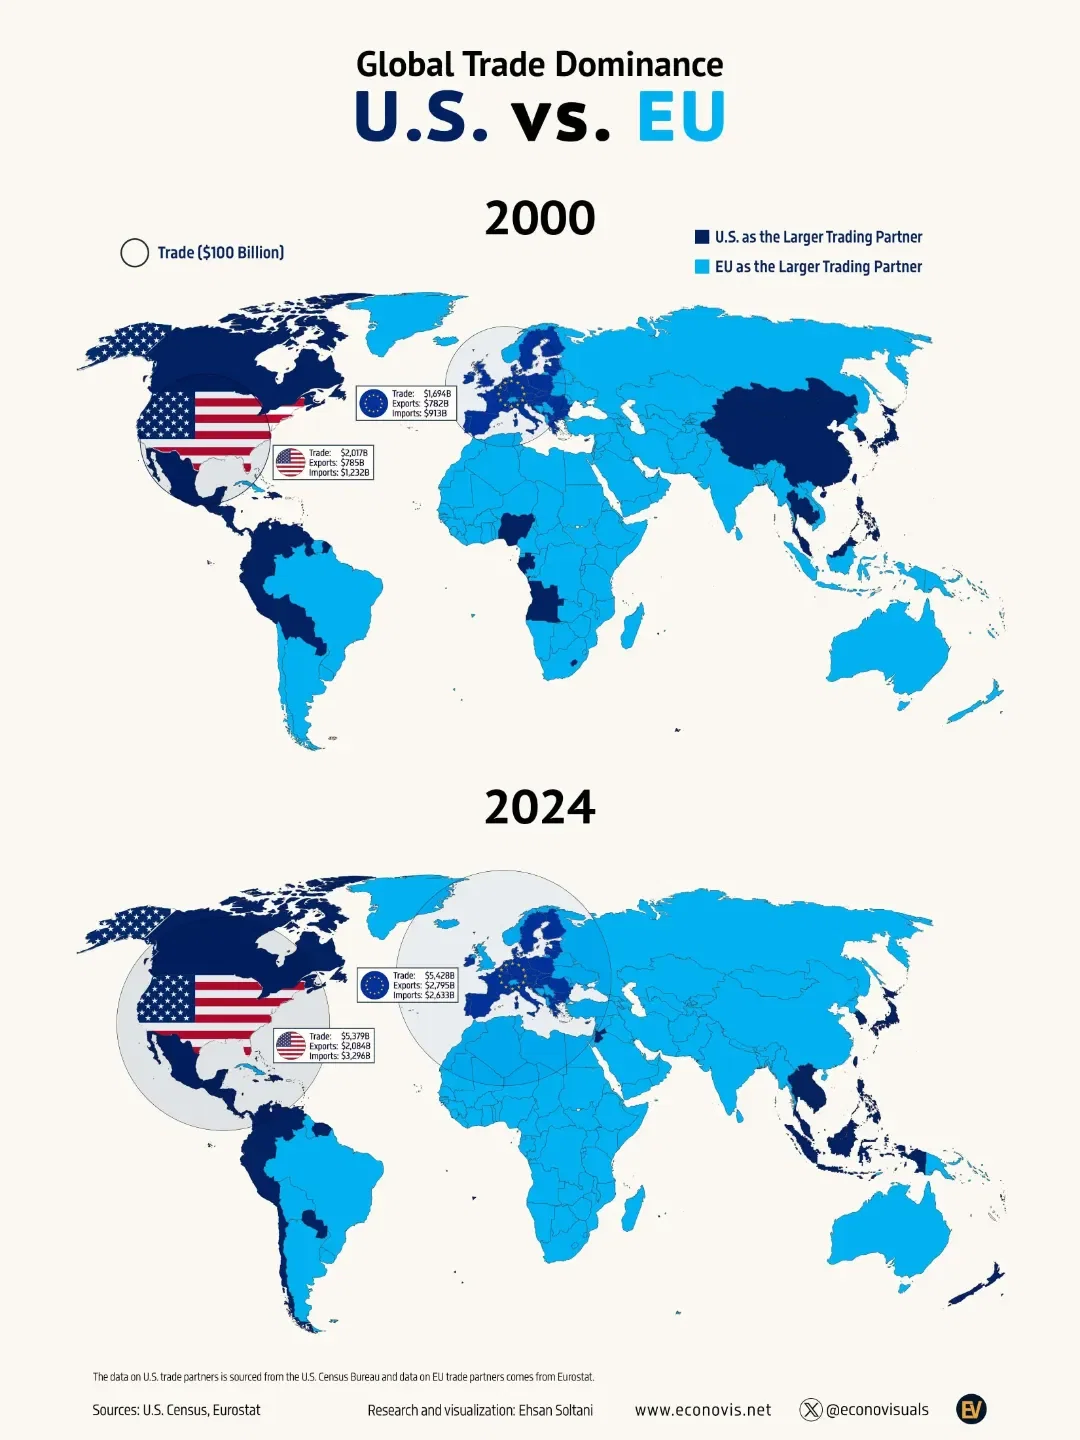 Global Trade Dominance
U.S. vs. EU
2000
Trade ($100 Billion)
U.S. as the Larger Trading Partner
EU as the Larger Trading Partner
Trade: $1,694B
Exports: $782B
Imports: $913B
Trade: $2,017B
Exports: $785B
Imports: $1,232B
2024
Trade: $5,428B
Exports: $2,795B
Imports: $2,633B
Trade: $5,379B
Exports: $2,084B
Imports: $3,296B
The data on U.S. trade partners is sourced from the U.S. Census Bureau and data on EU trade partners comes from Eurostat.
Sources: U.S. Census, Eurostat
Research and visualization: Ehsan Soltani
www.econovis.net
@econovisuals
EV